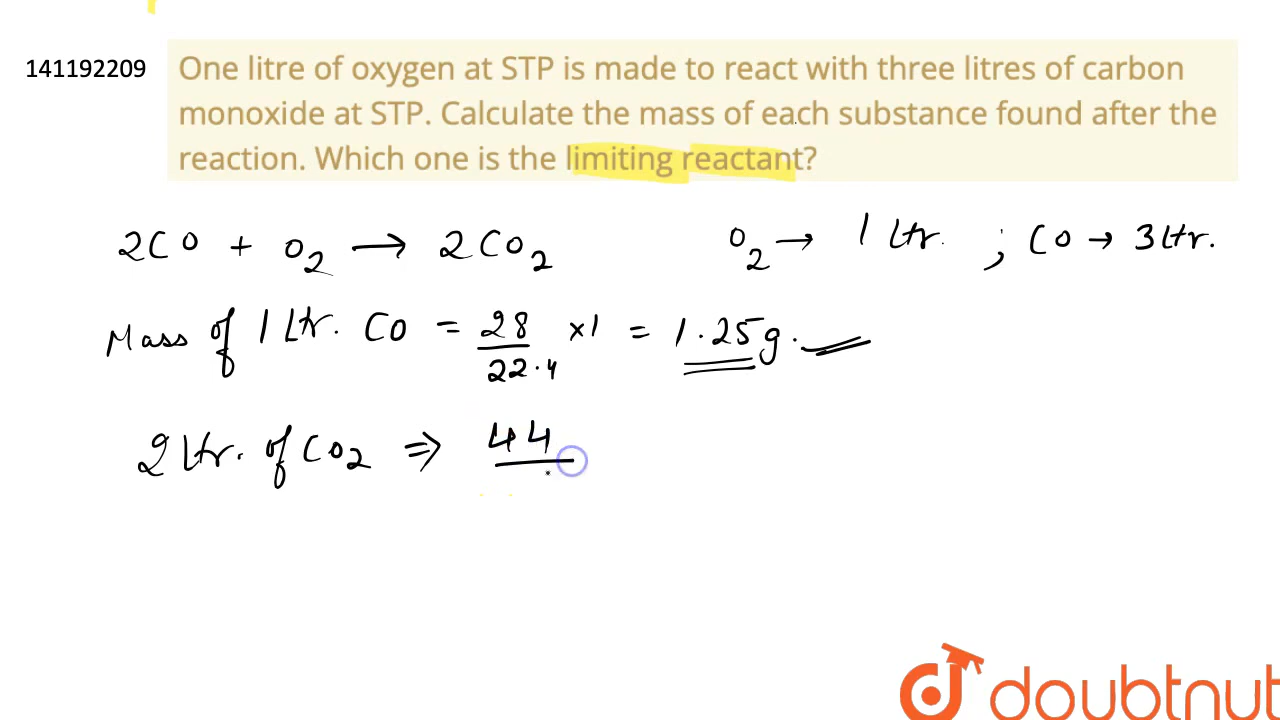 141192209
One litre of oxygen at STP is made to react with three litres of carbon
monoxide at STP. Calculate the mass of each substance found after the
reaction. Which one is the limiting reactant?
2CO + O2 → 2CO2 O2 → 1 Ltr. ; CO → 3 Ltr.
Mass of 1 Ltr. CO = 28/22.4 ×1 = 1.25g.
2 Ltr. of CO2 ⇒ 44
doubtnut